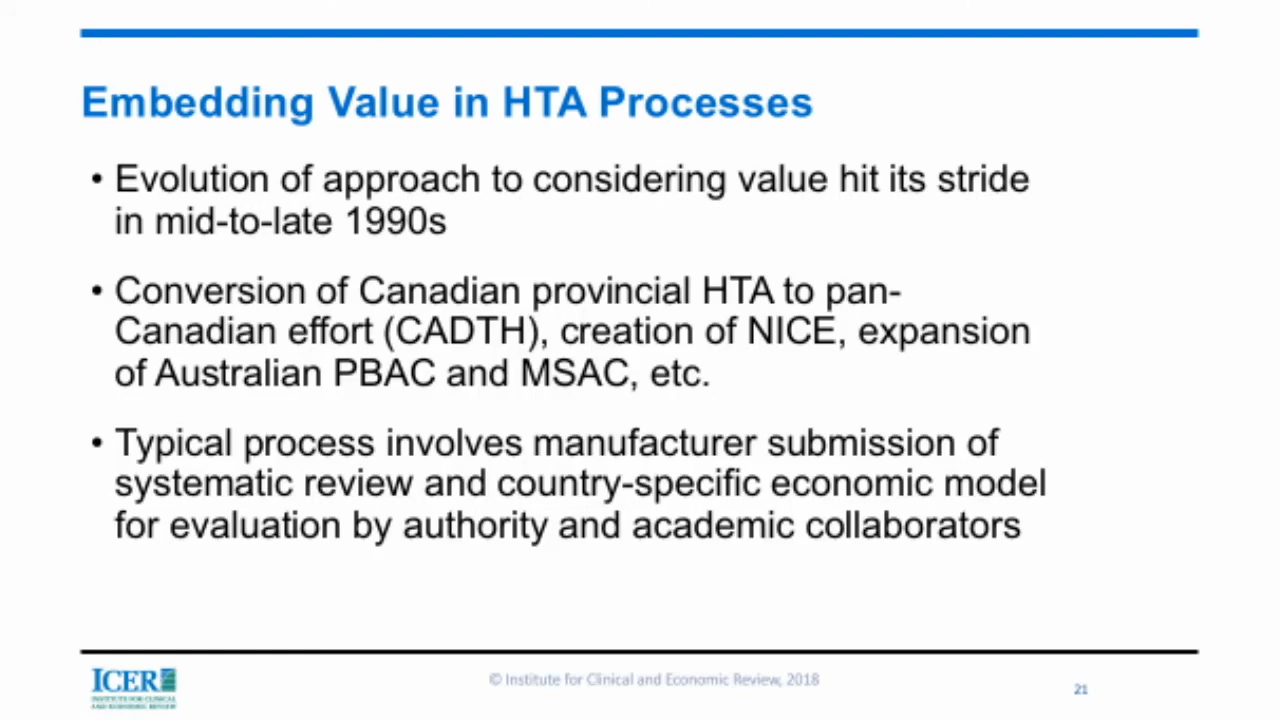 Embedding Value in HTA Processes
• Evolution of approach to considering value hit its stride
in mid-to-late 1990s
• Conversion of Canadian provincial HTA to pan-
Canadian effort (CADTH), creation of NICE, expansion
of Australian PBAC and MSAC, etc.
• Typical process involves manufacturer submission of
systematic review and country-specific economic model
for evaluation by authority and academic collaborators
ICER
INSTITUTE FOR CLINICAL
AND ECONOMIC REVIEW
© Institute for Clinical and Economic Review, 2018
21